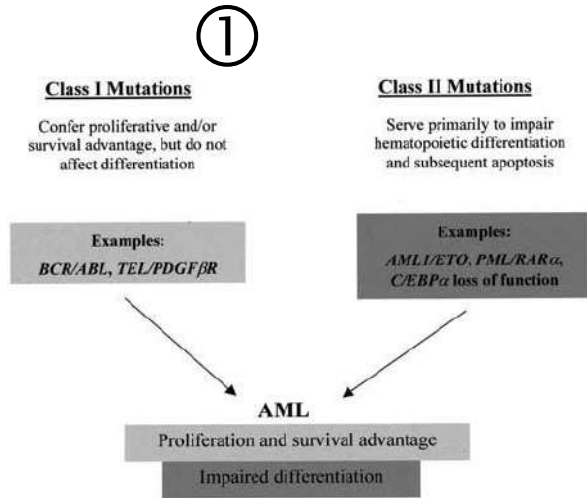 ①
Class I Mutations
Confer proliferative and/or
survival advantage, but do not
affect differentiation
Examples:
BCR/ABL, TEL/PDGFβR
Class II Mutations
Serve primarily to impair
hematopoietic differentiation
and subsequent apoptosis
Examples:
AML1/ETO, PML/RARα,
C/EBPα loss of function
AML
Proliferation and survival advantage
Impaired differentiation